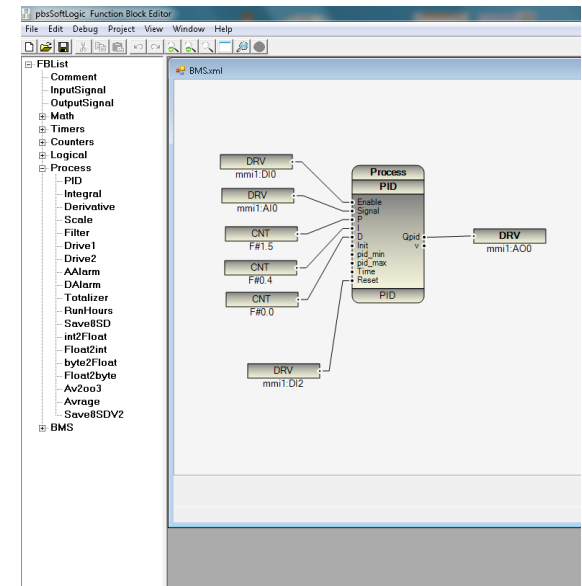 pbsSoftLogic Function Block Editor
File Edit Debug Project View Window Help
FBList
Comment
InputSignal
OutputSignal
Math
Timers
Counters
Logical
Process
PID
Integral
Derivative
Scale
Filter
Drive1
Drive2
AAlarm
DAlarm
Totalizer
RunHours
Save8SD
int2Float
Float2int
byte2Float
Float2byte
Av2oo3
Avrage
Save8SDV2
BMS
BMS.xml
DRV
mmi1:DI0
DRV
mmi1:AI0
CNT
F#1.5
CNT
F#0.4
CNT
F#0.0
DRV
mmi1:DI2
Process
PID
Enable
Signal
P
I
D
Init
pid_min
pid_max
Time
Reset
Qpid
v
PID
DRV
mmi1:AO0